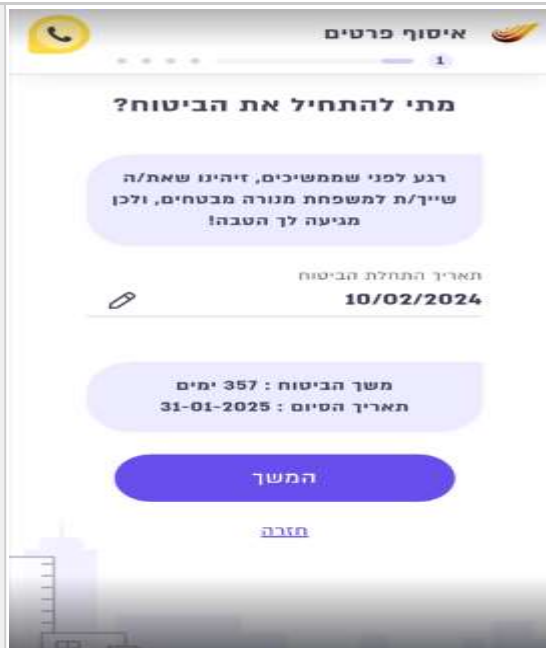 איסוף פרטים
1
מתי להתחיל את הביטוח?
רגע לפני שממשיכים, זיהינו שאת/ה
שייך/ת למשפחת מנורה מבטחים, ולכן
מגיעה לך הטבה!
תאריך התחלת הביטוח
10/02/2024
משך הביטוח : 357 ימים
תאריך הסיום : 31-01-2025
המשך
חזרה